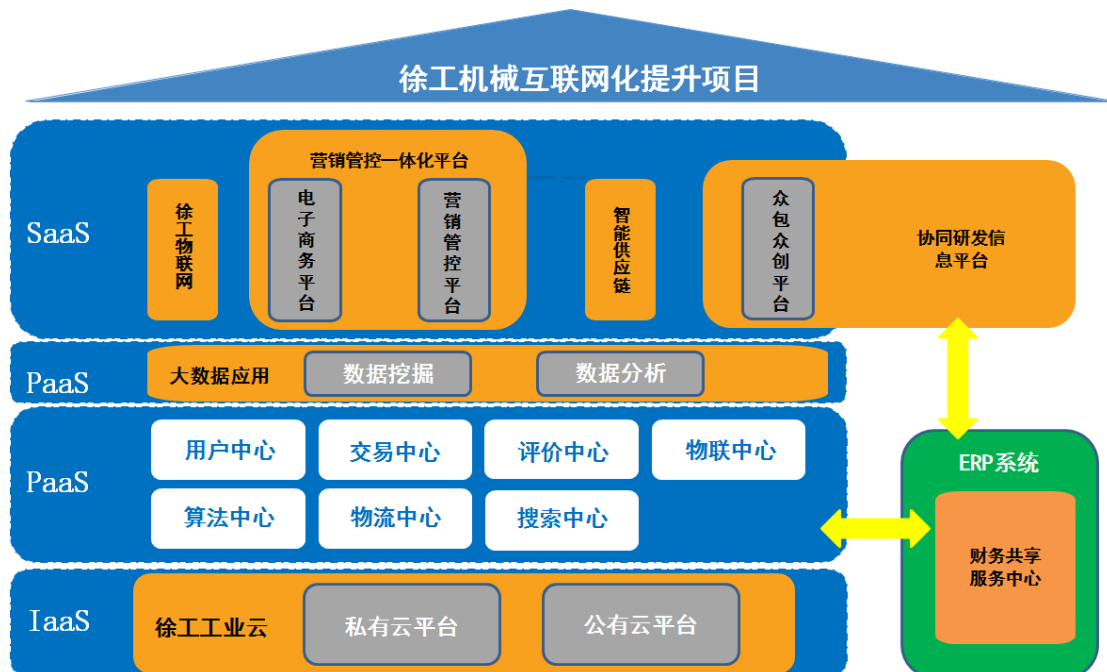 徐工机械互联网化提升项目
SaaS
徐工物联网
营销管控一体化平台
电子商务平台
营销管控平台
智能供应链
众包众创平台
协同研发信
息平台
PaaS
大数据应用
数据挖掘
数据分析
PaaS
用户中心
交易中心
评价中心
物联中心
算法中心
物流中心
搜索中心
ERP系统
财务共享
服务中心
IaaS
徐工工业云
私有云平台
公有云平台